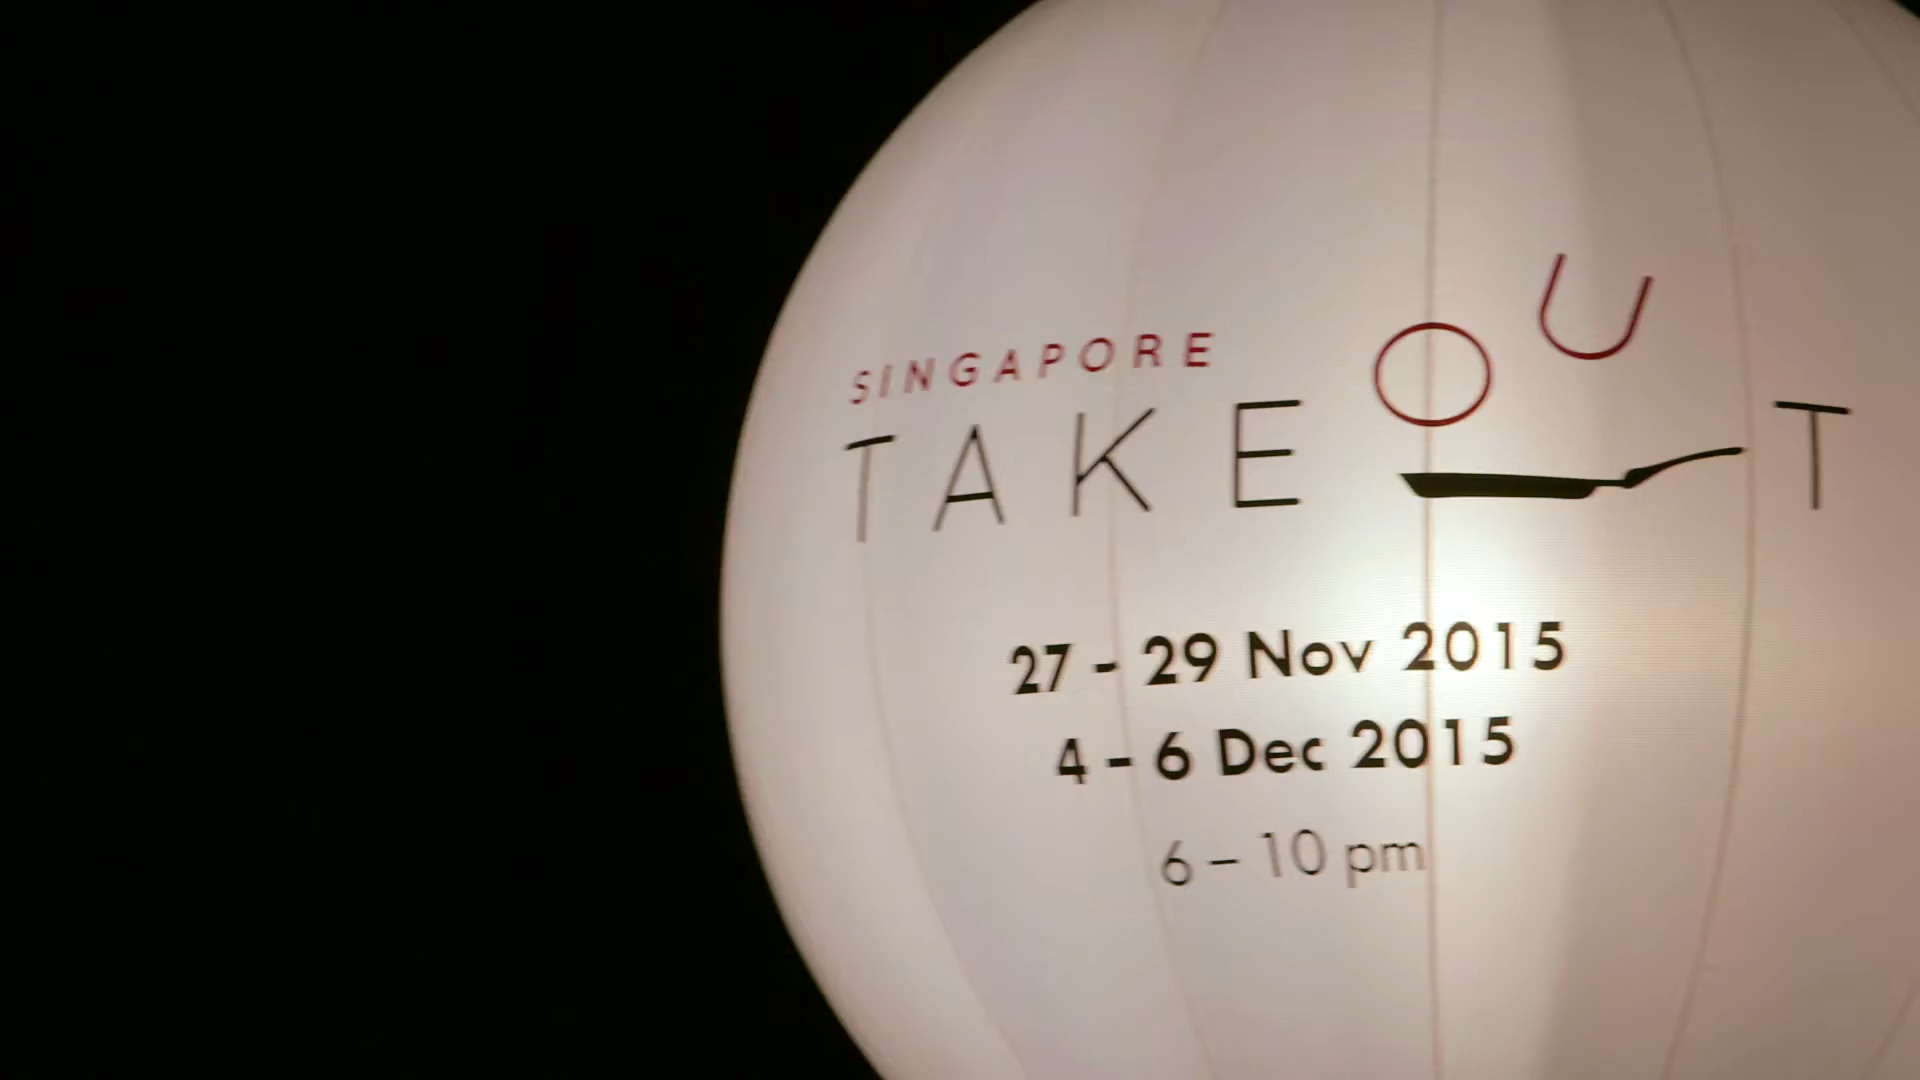 SINGAPORE
TAKE OUT
27 - 29 Nov 2015
4 - 6 Dec 2015
6 – 10 pm